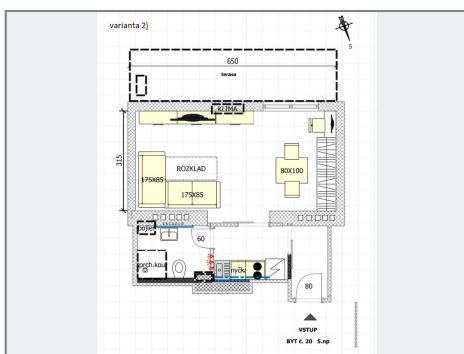 varianta 2)
S
650
terasa
KLIMA
315
ROZKLAD
175X85
80X100
175X85
bojler
60
sprch.kout
myčka
80
VSTUP
BYT č. 20 5.np